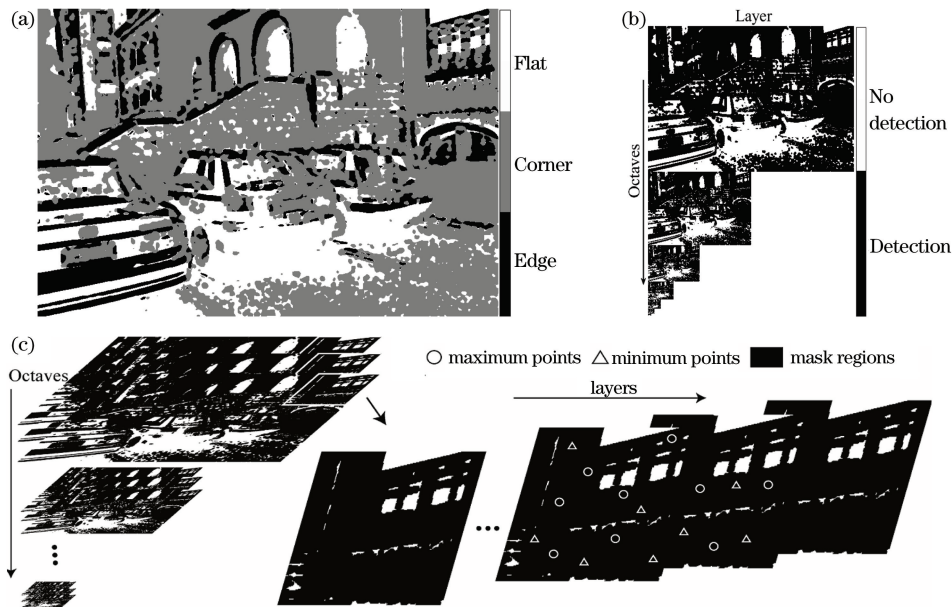 (a)
Flat
Corner
Edge
(b)
Layer
Octaves
No
detection
Detection
(c)
Octaves
maximum points
minimum points
mask regions
layers